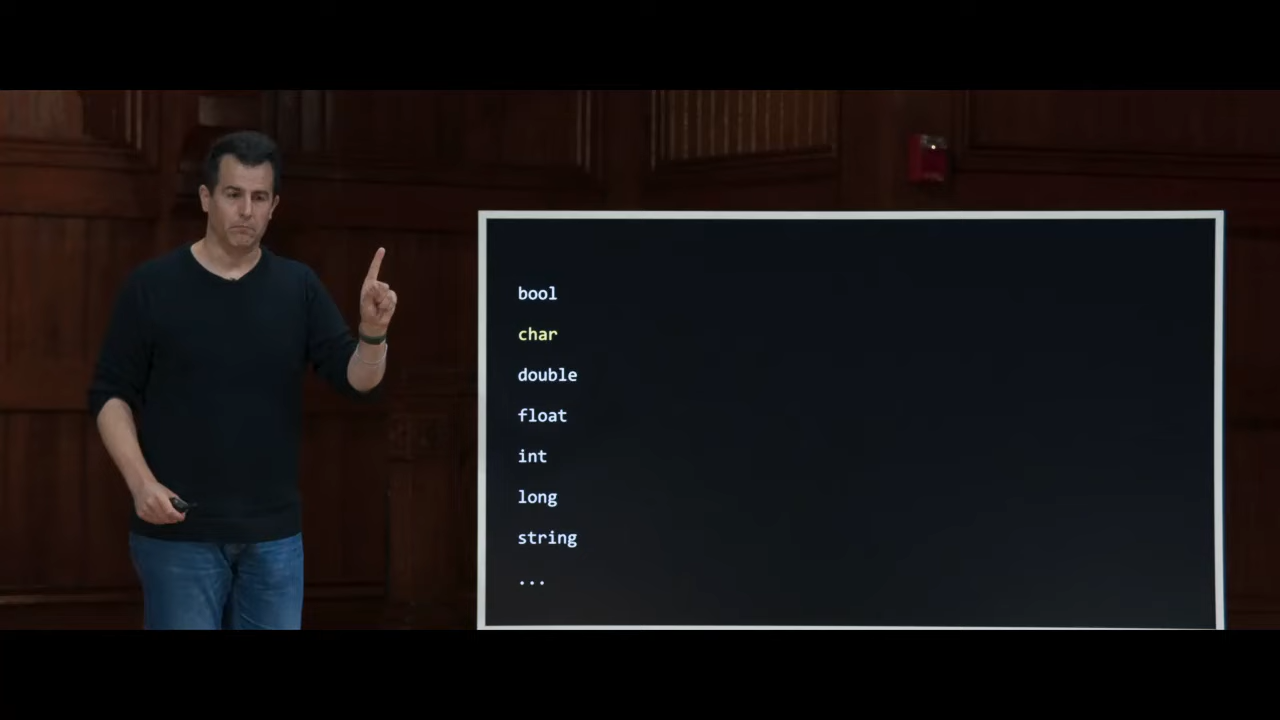 bool
char
double
float
int
long
string
...